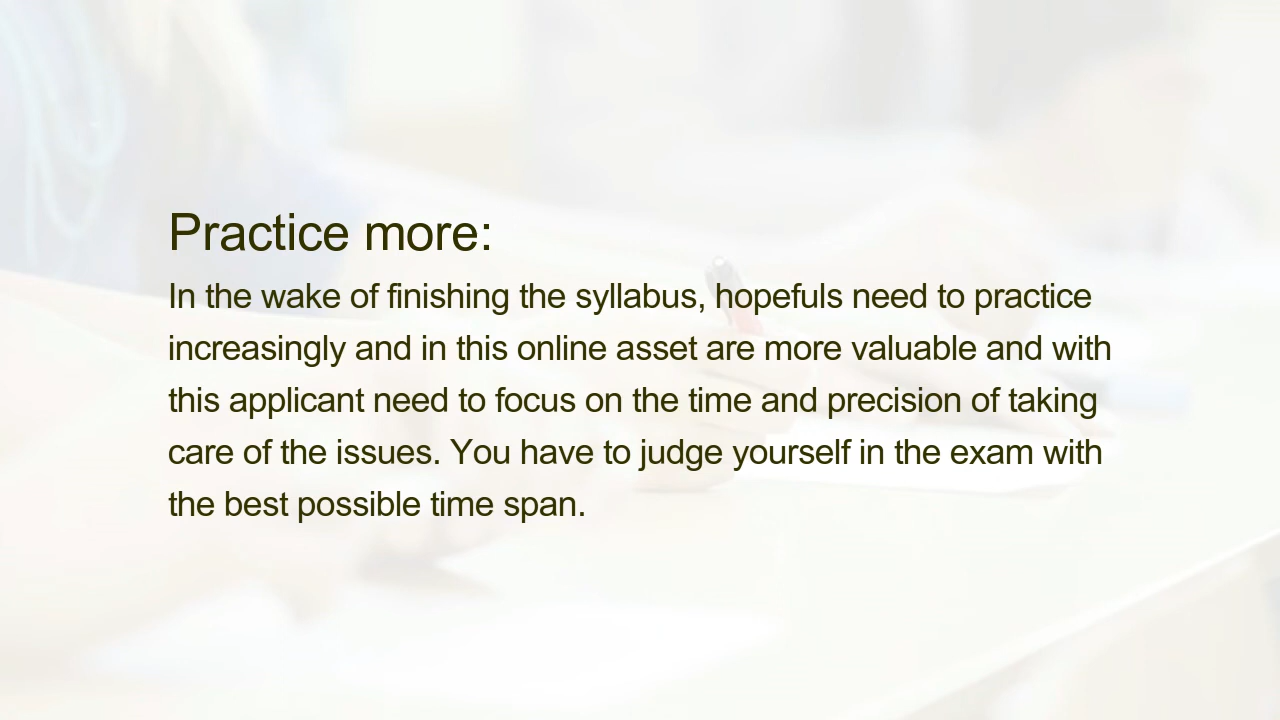 Practice more:
In the wake of finishing the syllabus, hopefuls need to practice
increasingly and in this online asset are more valuable and with
this applicant need to focus on the time and precision of taking
care of the issues. You have to judge yourself in the exam with
the best possible time span.